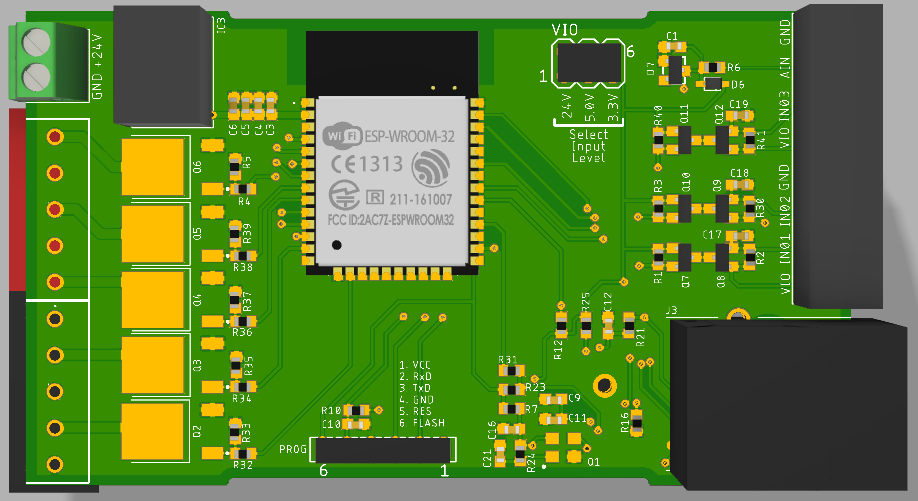 GND +24V
IC3
C6
C5
C4
C3
Q6
R5
R4
Q5
R39
R38
Q4
R37
R36
Q3
R35
R34
Q2
R33
R32
Wi Fi
ESP-WROOM-32
CE1313
R
211-161007
FCC ID:2AC7Z-ESPWROOM32
VIO
1
6
24V
5.0V
3.3V
Select
Input
Level
C1
D7
R6
D6
R40
Q11
Q12
C19
R41
R3
Q10
Q9
C18
R30
C17
R1
Q7
Q8
R2
VIO IN01
VIO IN02 GND
VIO IN03
AIN
GND
J3
R12
R25
C12
R21
1. VCC
2. RxD
3. TxD
4. GND
5. RES
6. FLASH
R10
C10
PROG
6
1
R31
R23
R7
C9
C11
C16
C21
R24
Q1
R16